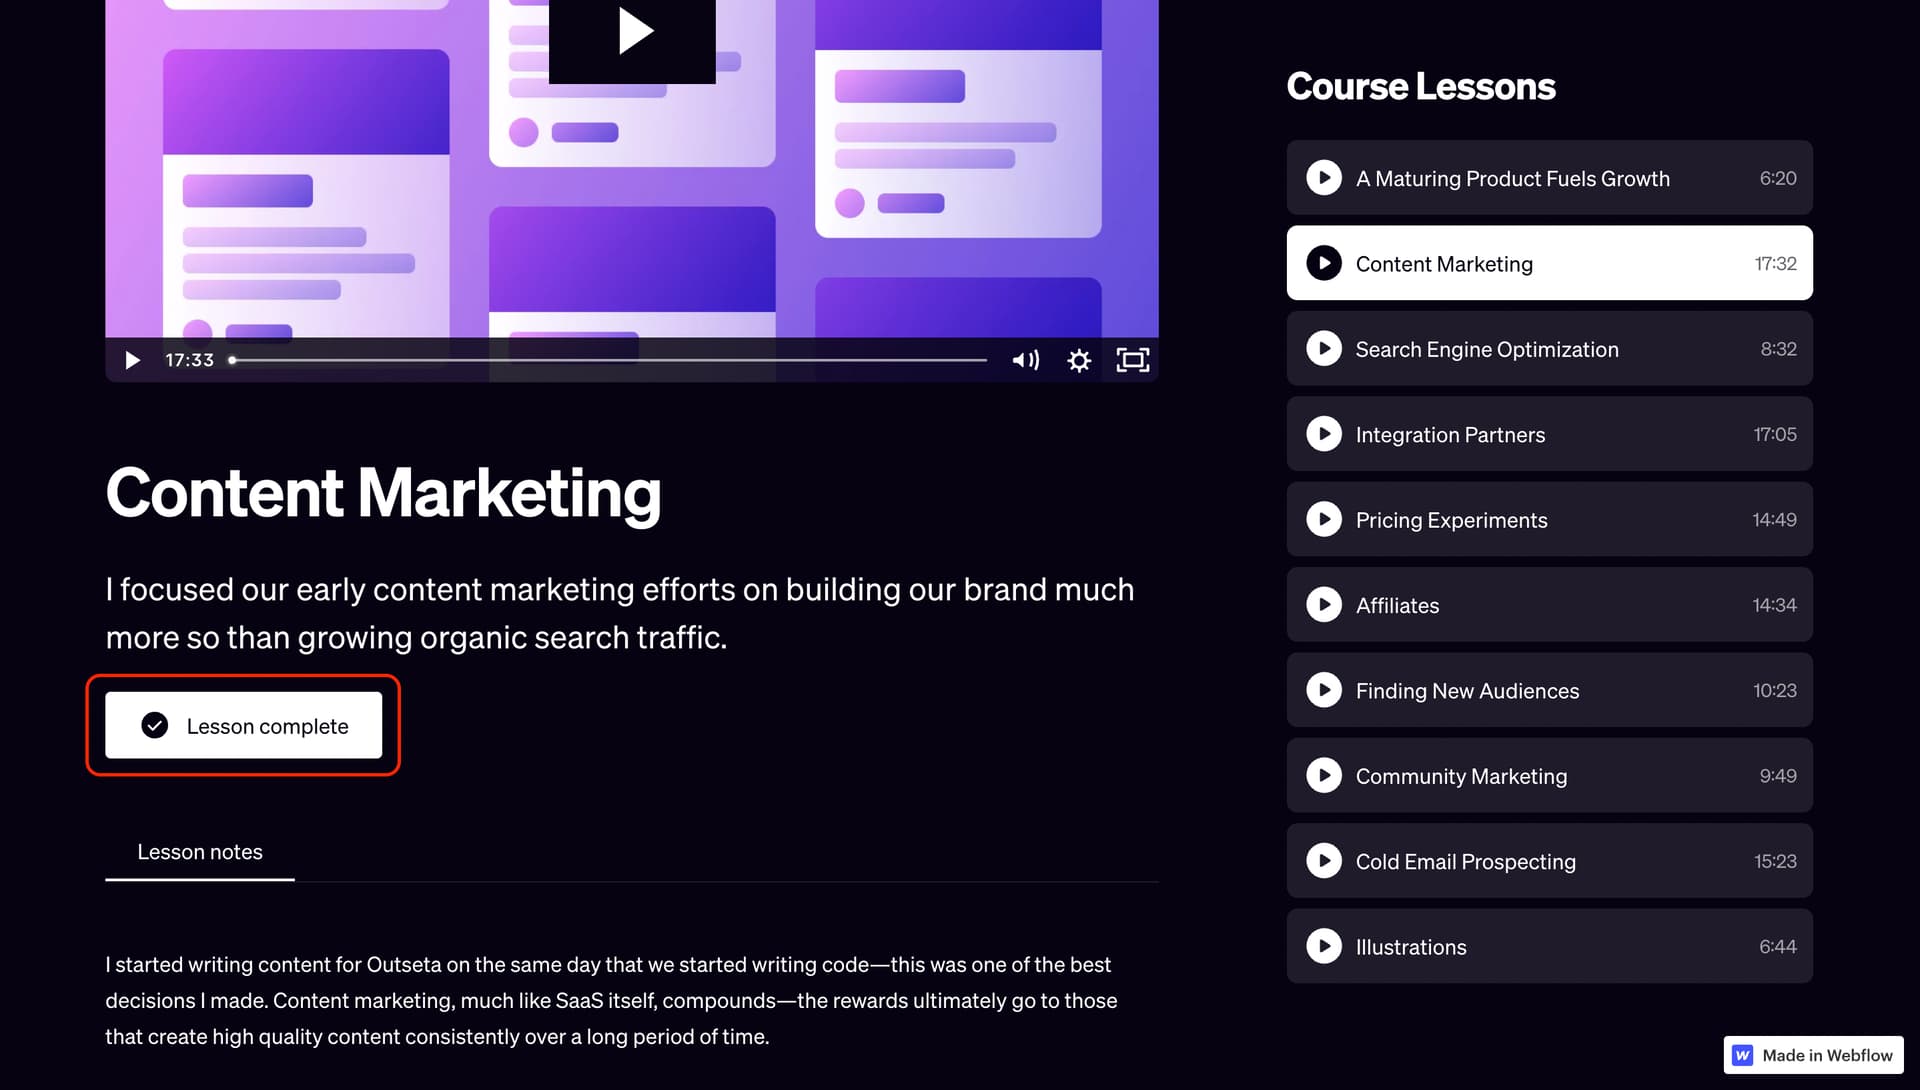 17:33
Content Marketing
I focused our early content marketing efforts on building our brand much
more so than growing organic search traffic.
Lesson complete
Lesson notes
I started writing content for Outseta on the same day that we started writing code—this was one of the best
decisions I made. Content marketing, much like SaaS itself, compounds—the rewards ultimately go to those
that create high quality content consistently over a long period of time.
Course Lessons
A Maturing Product Fuels Growth 6:20
Content Marketing 17:32
Search Engine Optimization 8:32
Integration Partners 17:05
Pricing Experiments 14:49
Affiliates 14:34
Finding New Audiences 10:23
Community Marketing 9:49
Cold Email Prospecting 15:23
Illustrations 6:44
W Made in Webflow